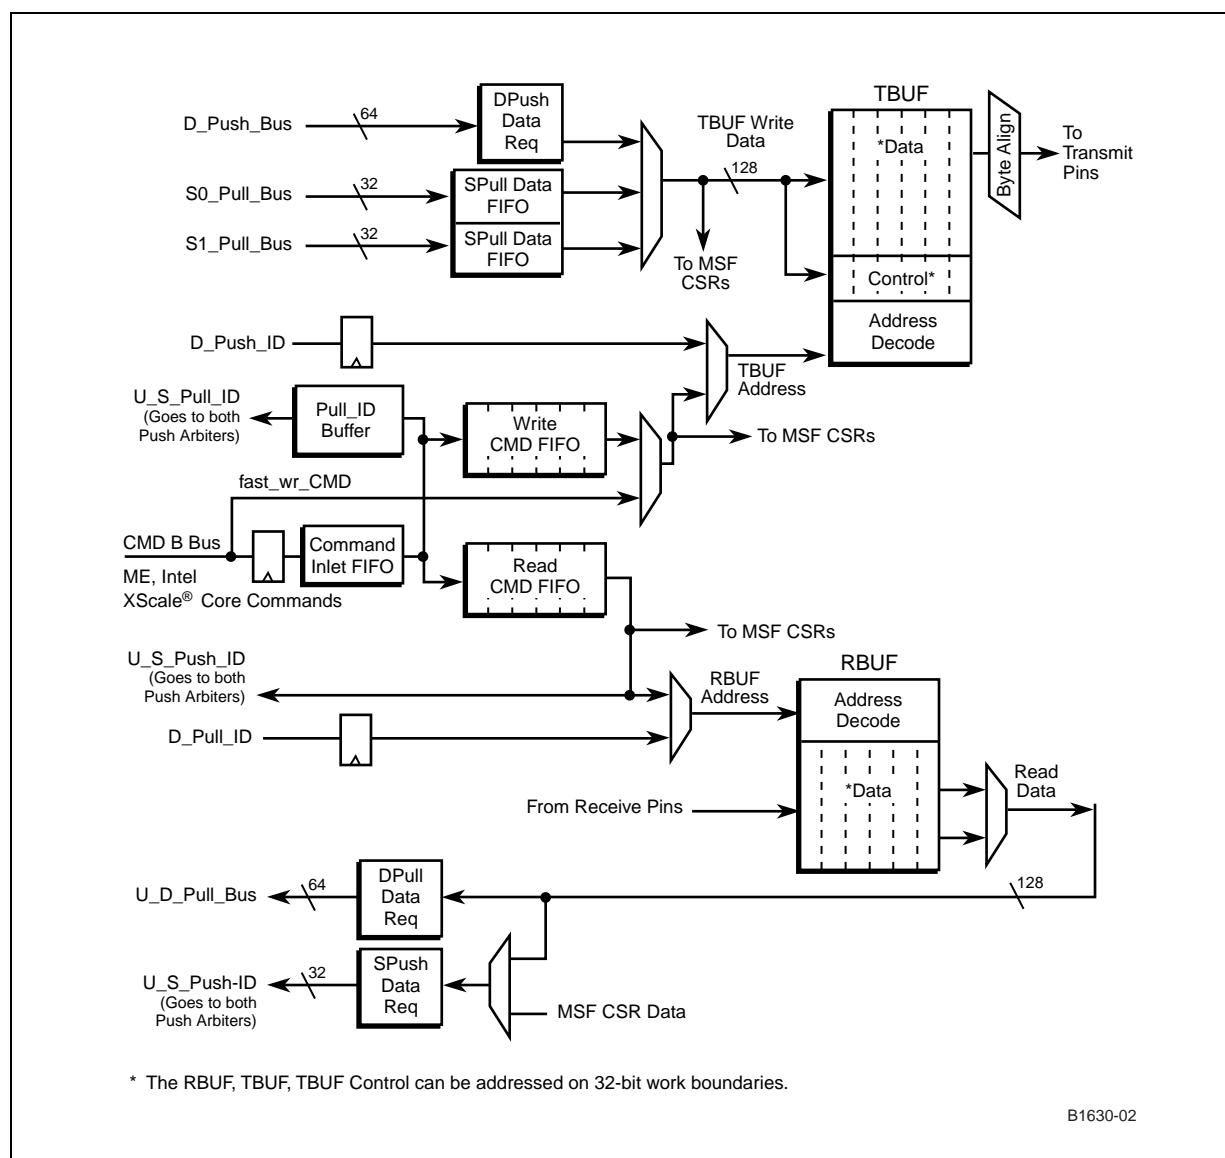 TBUF
DPush
Data
Req
D_Push_Bus
64
TBUF Write
Data
128
*Data
Byte Align
To
Transmit
Pins
S0_Pull_Bus
32
SPull Data
FIFO
S1_Pull_Bus
32
SPull Data
FIFO
To MSF
CSRs
Control*
Address
Decode
D_Push_ID
TBUF
Address
U_S_Pull_ID
(Goes to both
Push Arbiters)
Pull_ID
Buffer
Write
CMD FIFO
To MSF CSRs
fast_wr_CMD
CMD B Bus
ME, Intel
XScale® Core Commands
Command
Inlet FIFO
Read
CMD FIFO
To MSF CSRs
U_S_Push_ID
(Goes to both
Push Arbiters)
RBUF
Address
RBUF
Address
Decode
D_Pull_ID
*Data
Read
Data
From Receive Pins
U_D_Pull_Bus
64
DPull
Data
Req
128
U_S_Push-ID
(Goes to both
Push Arbiters)
32
SPush
Data
Req
MSF CSR Data
* The RBUF, TBUF, TBUF Control can be addressed on 32-bit work boundaries.
B1630-02